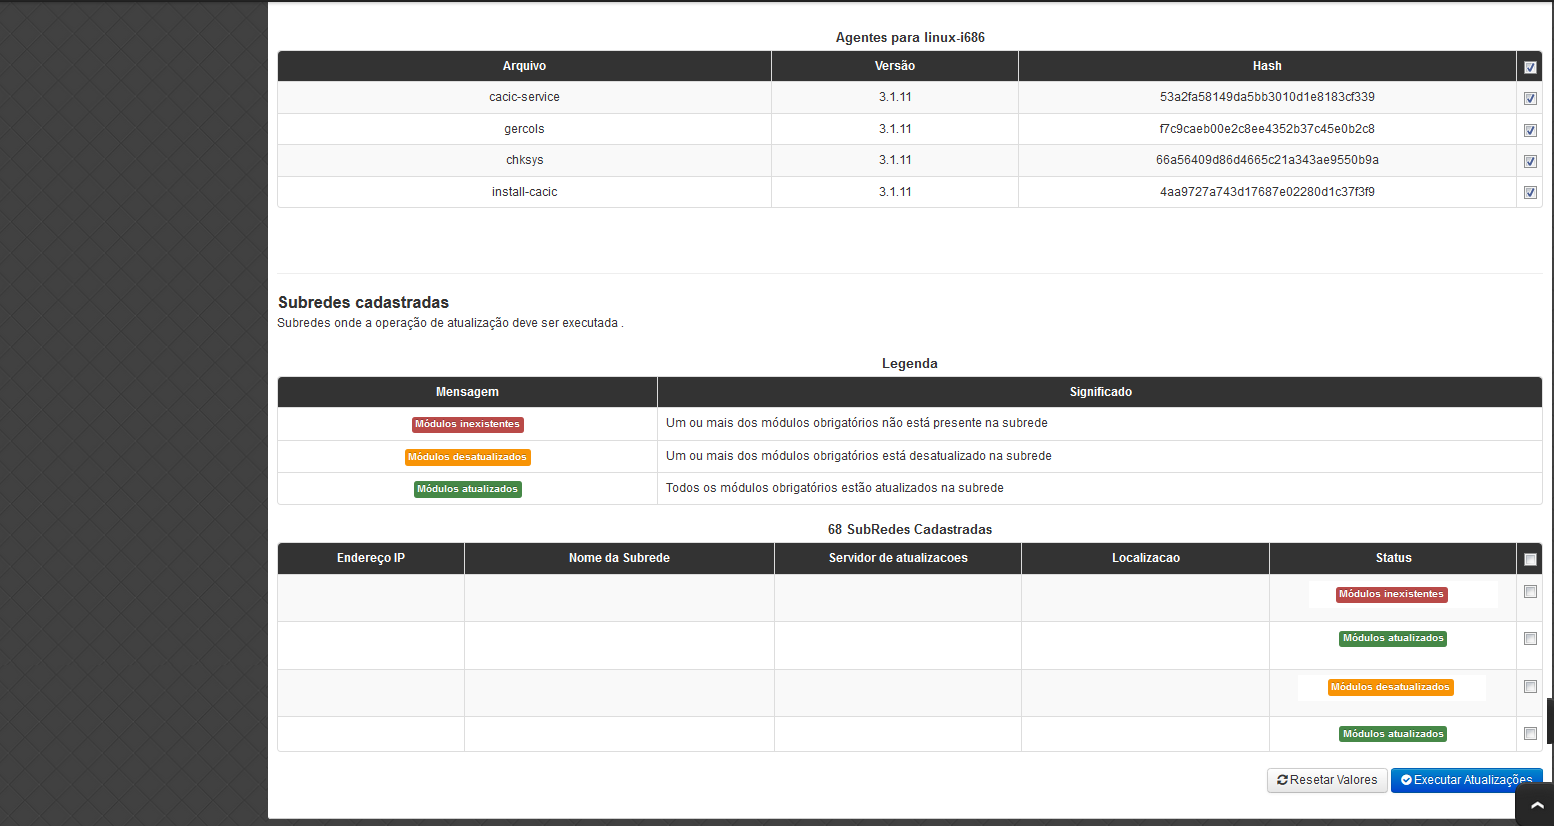 Agentes para linux-i686
Arquivo Versão Hash
cacic-service 3.1.11 53a2fa58149da5bb3010d1e8183cf339
gercols 3.1.11 f7c9caeb00e2c8ee4352b37c45e0b2c8
chksys 3.1.11 66a56409d86d4665c21a343ae9550b9a
install-cacic 3.1.11 4aa9727a743d17687e02280d1c37f3f9
Subredes cadastradas
Subredes onde a operação de atualização deve ser executada .
Legenda
Mensagem Significado
Módulos inexistentes Um ou mais dos módulos obrigatórios não está presente na subrede
Módulos desatualizados Um ou mais dos módulos obrigatórios está desatualizado na subrede
Módulos atualizados Todos os módulos obrigatórios estão atualizados na subrede
68 SubRedes Cadastradas
Endereço IP Nome da Subrede Servidor de atualizacoes Localizacao Status
Módulos inexistentes
Módulos atualizados
Módulos desatualizados
Módulos atualizados
Resetar Valores Executar Atualizações